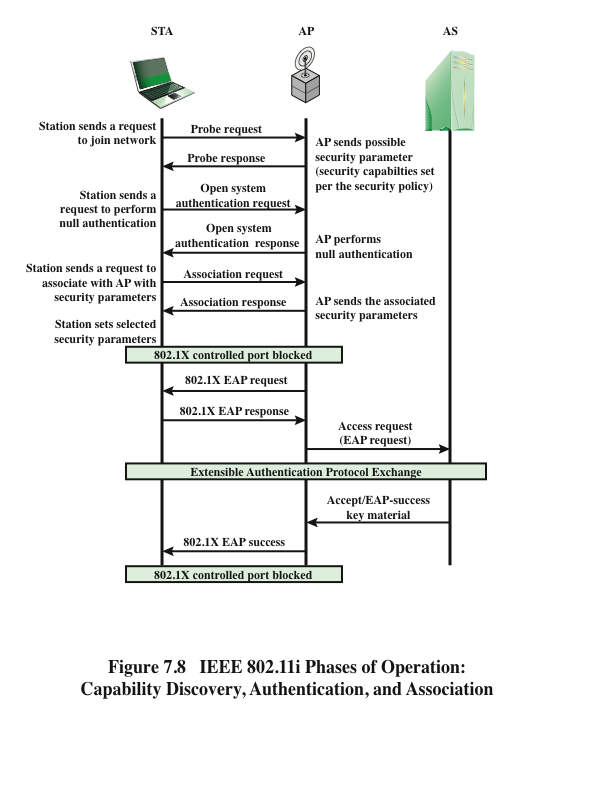 STA
AP
AS
Station sends a request
to join network
Probe request
AP sends possible
security parameter
(security capabilties set
per the security policy)
Probe response
Station sends a
request to perform
null authentication
Open system
authentication request
Open system
authentication response
AP performs
null authentication
Station sends a request to
associate with AP with
security parameters
Association request
Association response
AP sends the associated
security parameters
Station sets selected
security parameters
802.1X controlled port blocked
802.1X EAP request
802.1X EAP response
Access request
(EAP request)
Extensible Authentication Protocol Exchange
Accept/EAP-success
key material
802.1X EAP success
802.1X controlled port blocked
Figure 7.8 IEEE 802.11i Phases of Operation:
Capability Discovery, Authentication, and Association